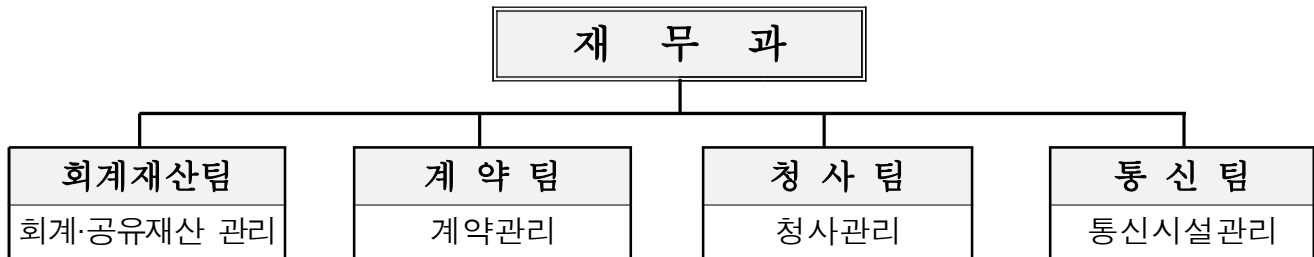 재 무 과
회계재산팀
회계·공유재산 관리
계 약 팀
계약관리
청 사 팀
청사관리
통 신 팀
통신시설관리